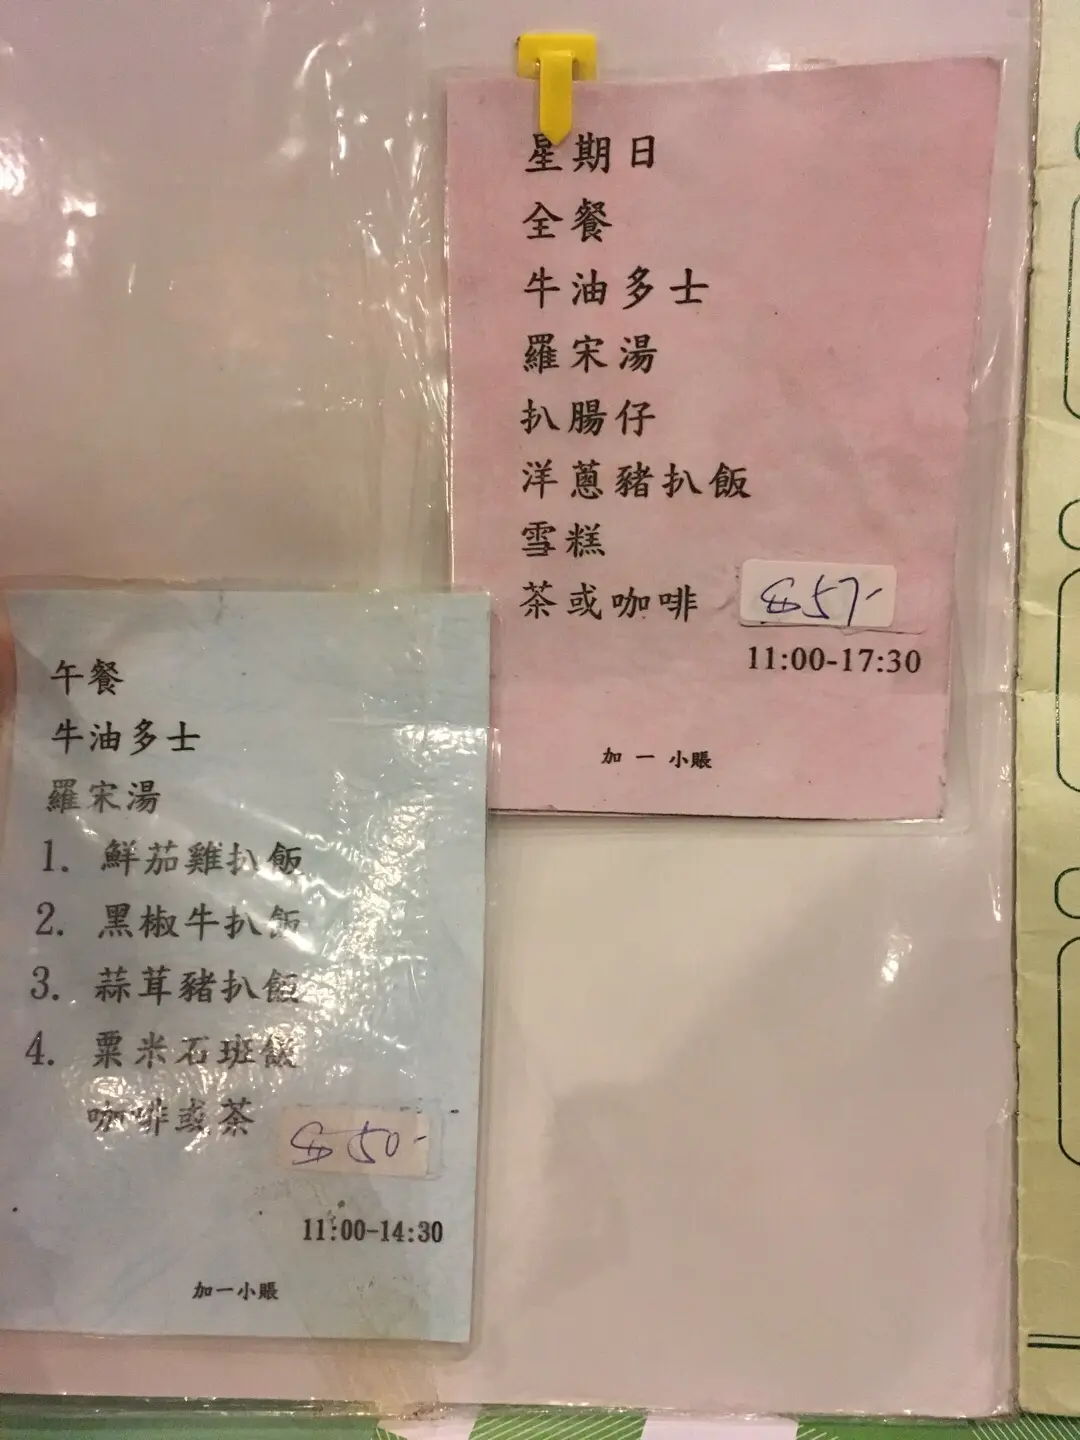 星期日
全餐
牛油多士
羅宋湯
扒腸仔
洋蔥豬扒飯
雪糕
茶或咖啡 $57-
11:00-17:30
加一小賬
午餐
牛油多士
羅宋湯
1. 鮮茄雞扒飯
2. 黑椒牛扒飯
3. 蒜茸豬扒飯
4. 粟米石班飯
咖啡或茶
$50-
11:00-14:30
加一小賬